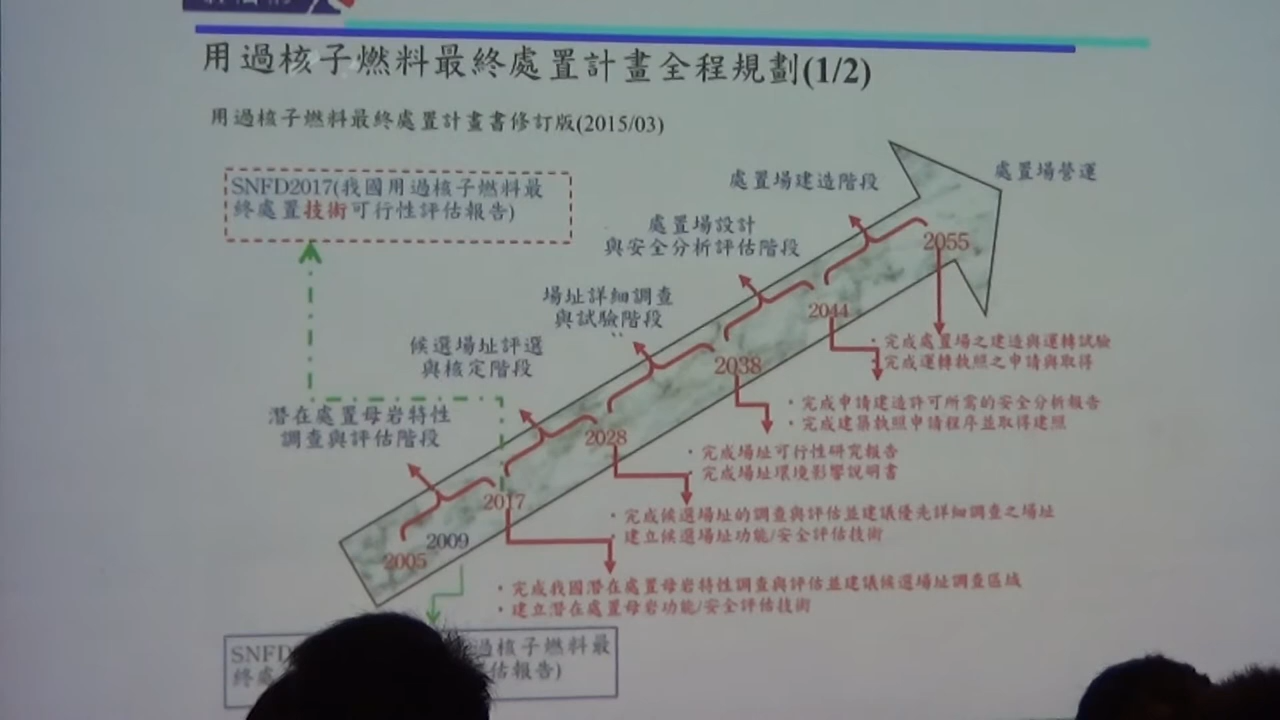 用過核子燃料最終處置計畫全程規劃(1/2)
用過核子燃料最終處置計畫書修訂版(2015/03)
SNFD2017(我國用過核子燃料最
終處置技術可行性評估報告)
處置場營運
處置場建造階段
處置場設計
與安全分析評估階段
場址詳細調查
與試驗階段
候選場址評選
與核定階段
潛在處置母岩特性
調查與評估階段
2055
2044
2038
2028
2017
2009
2005
·完成處置場之建造與運轉試驗
·完成運轉執照之申請與取得
·完成申請建造許可所需的安全分析報告
·完成建築執照申請程序並取得建照
·完成場址可行性研究報告
·完成場址環境影響說明書
·完成候選場址的調查與評估並建議優先詳細調查之場址
·建立候選場址功能/安全評估技術
·完成我國潛在處置母岩特性調查與評估並建議候選場址調查區域
·建立潛在處置母岩功能/安全評估技術
SNFD 過核子燃料最
終處 估報告)